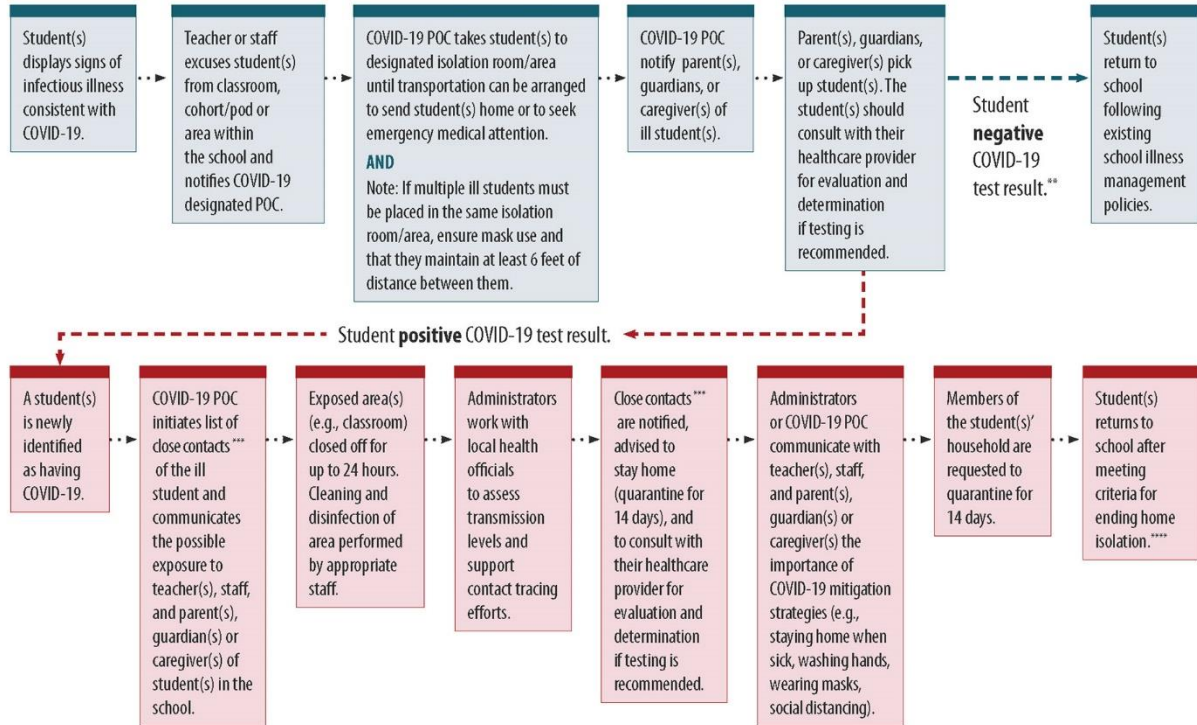 Student(s)
displays signs of
infectious illness
consistent with
COVID-19.
Teacher or staff
excuses student(s)
from classroom,
cohort/pod or
area within
the school and
notifies COVID-19
designated POC.
COVID-19 POC takes student(s) to
designated isolation room/area
until transportation can be arranged
to send student(s) home or to seek
emergency medical attention.
AND
Note: If multiple ill students must
be placed in the same isolation
room/area, ensure mask use and
that they maintain at least 6 feet of
distance between them.
COVID-19 POC
notify parent(s),
guardians, or
caregiver(s) of
ill student(s).
Parent(s), guardians,
or caregiver(s) pick
up student(s). The
student(s) should
consult with their
healthcare provider
for evaluation and
determination
if testing is
recommended.
Student
negative
COVID-19
test result.**
Student(s)
return to
school
following
existing
school illness
management
policies.
Student positive COVID-19 test result.
A student(s)
is newly
identified
as having
COVID-19.
COVID-19 POC
initiates list of
close contacts***
of the ill
student and
communicates
the possible
exposure to
teacher(s), staff,
and parent(s),
guardian(s) or
caregiver(s) of
student(s) in the
school.
Exposed area(s)
(e.g., classroom)
closed off for
up to 24 hours.
Cleaning and
disinfection of
area performed
by appropriate
staff.
Administrators
work with
local health
officials
to assess
transmission
levels and
support
contact tracing
efforts.
Close contacts***
are notified,
advised to
stay home
(quarantine for
14 days), and
to consult with
their healthcare
provider for
evaluation and
determination
if testing is
recommended.
Administrators
or COVID-19 POC
communicate with
teacher(s), staff,
and parent(s),
guardian(s) or
caregiver(s) the
importance of
COVID-19 mitigation
strategies (e.g.,
staying home when
sick, washing hands,
wearing masks,
social distancing).
Members of
the student(s)'
household are
requested to
quarantine for
14 days.
Student(s)
returns to
school after
meeting
criteria for
ending home
isolation.****